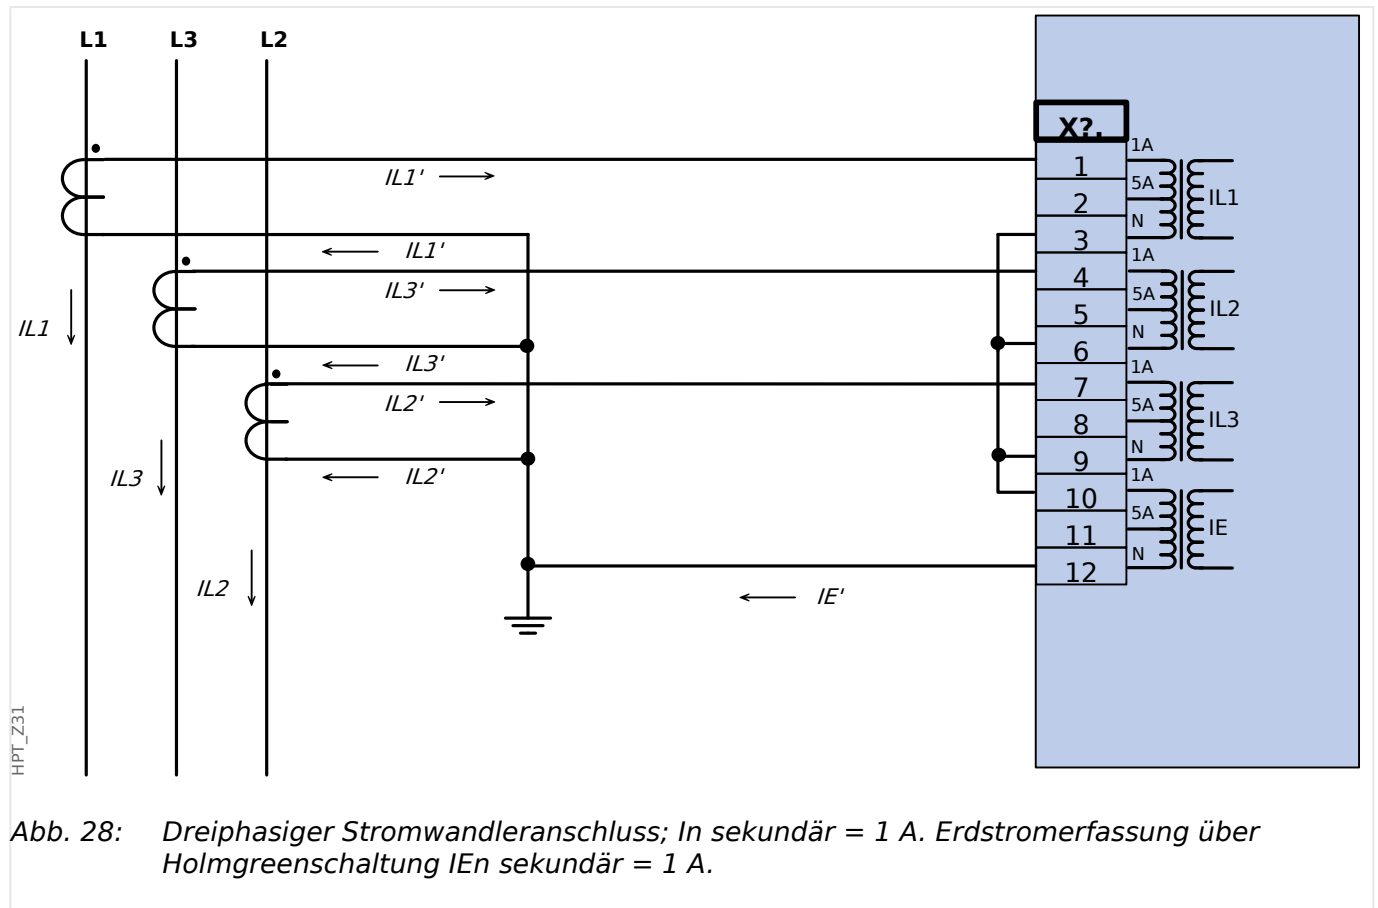 L1 L3 L2
X?.
1 1A
5A IL1
2
N
3
IL1'
IL1'
4 1A
5A IL2
5
N
6
IL3'
IL1
IL3'
7 1A
5A IL3
8
N
9
IL2'
IL3
IL2'
10 1A
5A IE
11
N
12
IL2
IE'
HPT_Z31
Abb. 28: Dreiphasiger Stromwandleranschluss; In sekundär = 1 A. Erdstromerfassung über
Holmgreenschaltung IEn sekundär = 1 A.